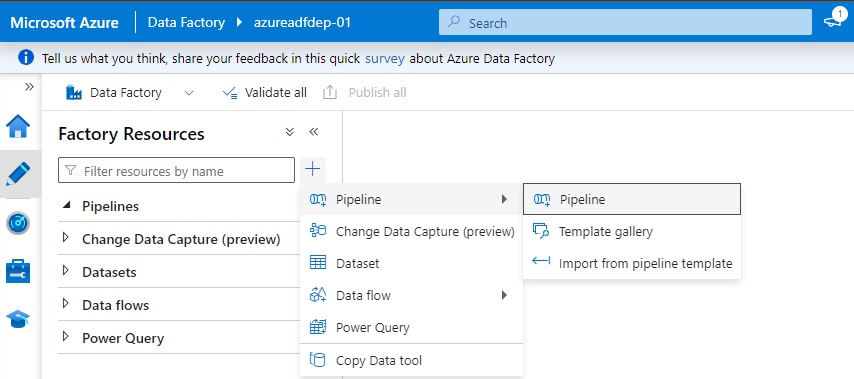 Microsoft Azure Data Factory azureadfdep-01 Search 1
Tell us what you think, share your feedback in this quick survey about Azure Data Factory
Data Factory Validate all Publish all
Factory Resources
Filter resources by name
Pipelines
Change Data Capture (preview)
Datasets
Data flows
Power Query
Pipeline
Change Data Capture (preview)
Dataset
Data flow
Power Query
Copy Data tool
Pipeline
Template gallery
Import from pipeline template